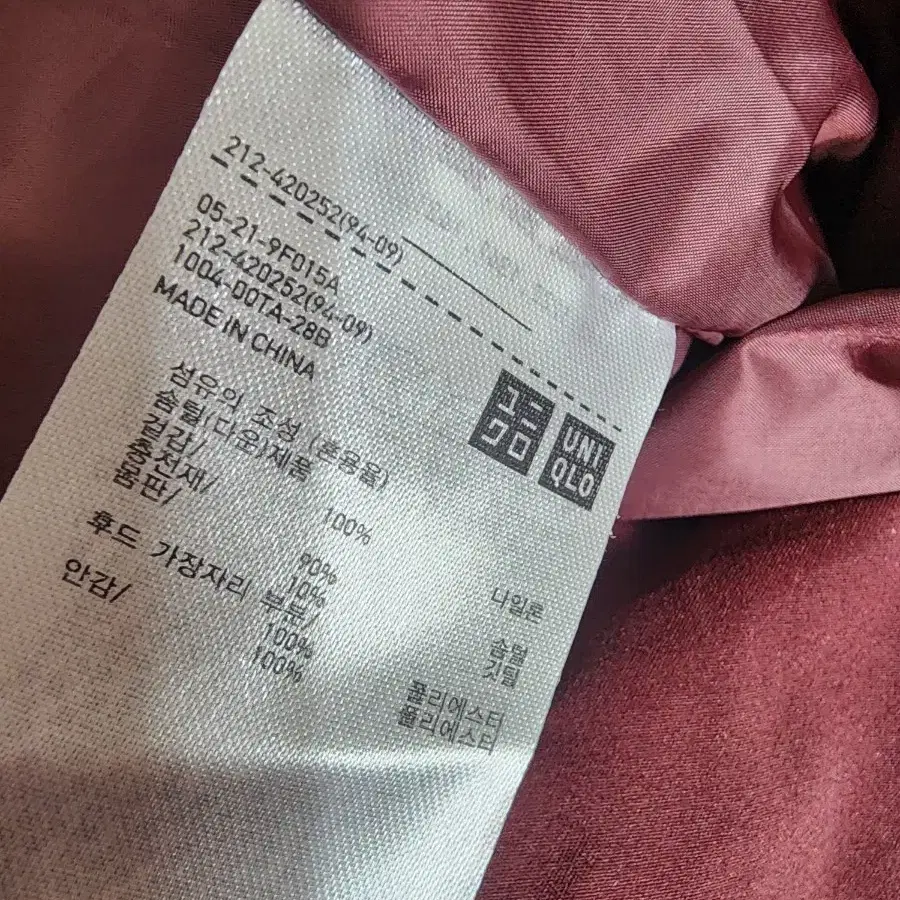 212-420252(94-09)
05-21-9F015A
212-420252(94-09)
1004-00TA-28B
MADE IN CHINA
ユニクロ
UNIQLO
섬유의 조성 (혼용율)
솜털(다운)제품
겉감/ 100% 나일론
충전재/
몸판/ 90% 솜털
10% 깃털
후드 가장자리 부분/
100% 폴리에스터
안감/ 100% 폴리에스터